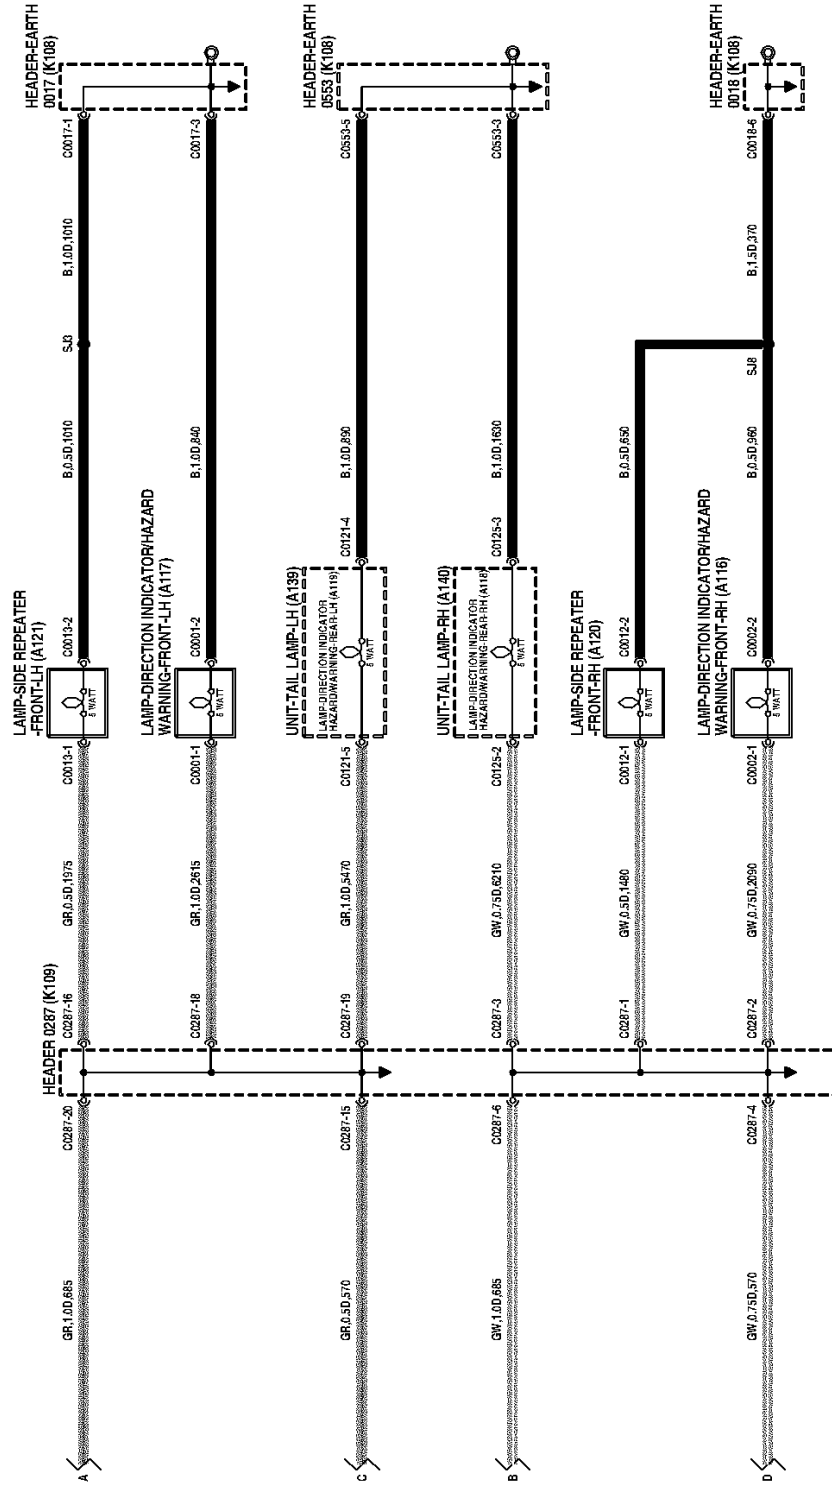 HEADER-EARTH
0017 (K108)
C0017-1
C0017-3
B,1.0D,1010
SJ3
B,0.5D,1010
B,1.0D,840
LAMP-SIDE REPEATER
-FRONT-LH (A121)
C0013-2
5 WATT
C0013-1
LAMP-DIRECTION INDICATOR/HAZARD
WARNING-FRONT-LH (A117)
C0001-2
5 WATT
C0001-1
GR,0.5D,1975
GR,1.0D,2615
HEADER 0287 (K109)
C0287-16
C0287-18
C0287-20
GR,1.0D,685
A
HEADER-EARTH
0553 (K108)
C0553-5
C0553-3
B,1.0D,890
B,1.0D,1630
C0121-4
C0125-3
UNIT-TAIL LAMP-LH (A139)
LAMP-DIRECTION INDICATOR
HAZARD/WARNING-REAR-LH (A119)
5 WATT
C0121-5
UNIT-TAIL LAMP-RH (A140)
LAMP-DIRECTION INDICATOR
HAZARD/WARNING-REAR-RH (A118)
5 WATT
C0125-2
GR,1.0D,5470
GW,0.75D,6210
C0287-19
C0287-3
C0287-15
C0287-6
GR,0.5D,570
GW,1.0D,685
C
B
HEADER-EARTH
0018 (K108)
C0018-6
B,1.5D,370
SJ8
B,0.5D,650
B,0.5D,960
LAMP-SIDE REPEATER
-FRONT-RH (A120)
C0012-2
5 WATT
C0012-1
LAMP-DIRECTION INDICATOR/HAZARD
WARNING-FRONT-RH (A116)
C0002-2
5 WATT
C0002-1
GW,0.5D,1480
GW,0.75D,2090
C0287-1
C0287-2
C0287-4
GW,0.75D,570
D